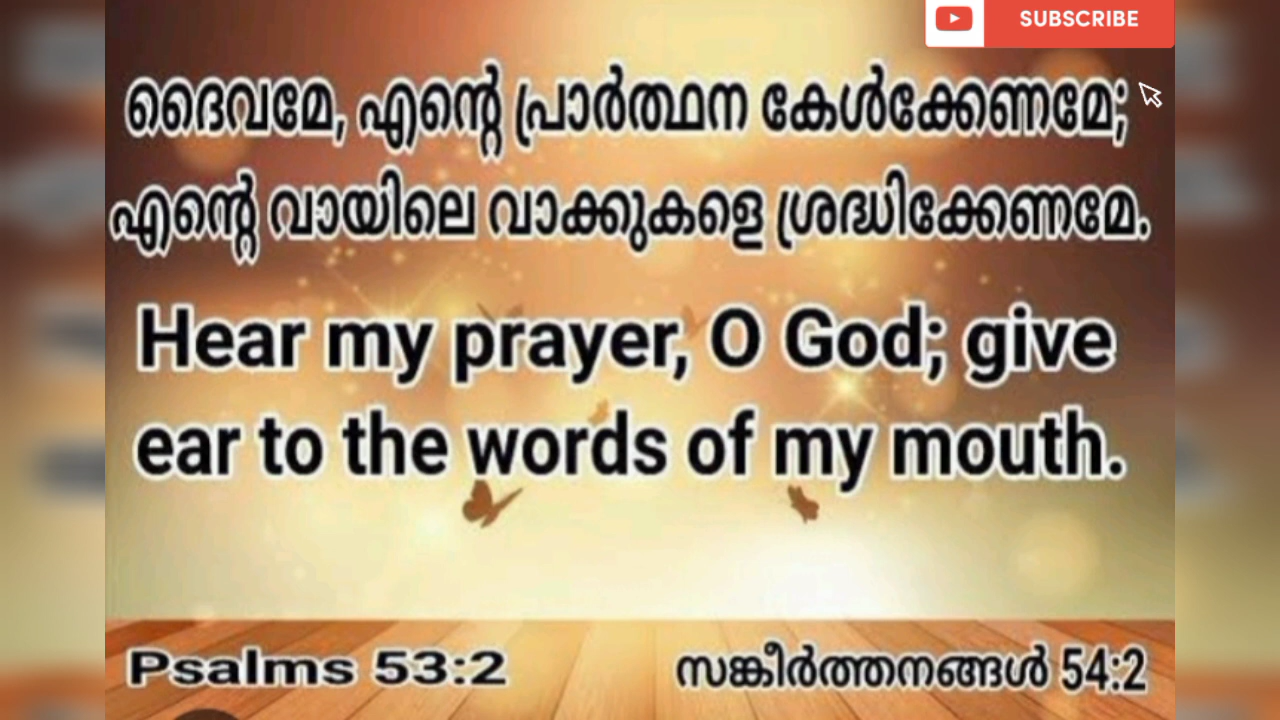 SUBSCRIBE
ദൈവമേ, എന്റെ പ്രാർത്ഥന കേൾക്കേണമേ;
എന്റെ വായിലെ വാക്കുകളെ ശ്രദ്ധിക്കേണമേ.
Hear my prayer, O God; give
ear to the words of my mouth.
Psalms 53:2 സങ്കീർത്തനങ്ങൾ 54:2